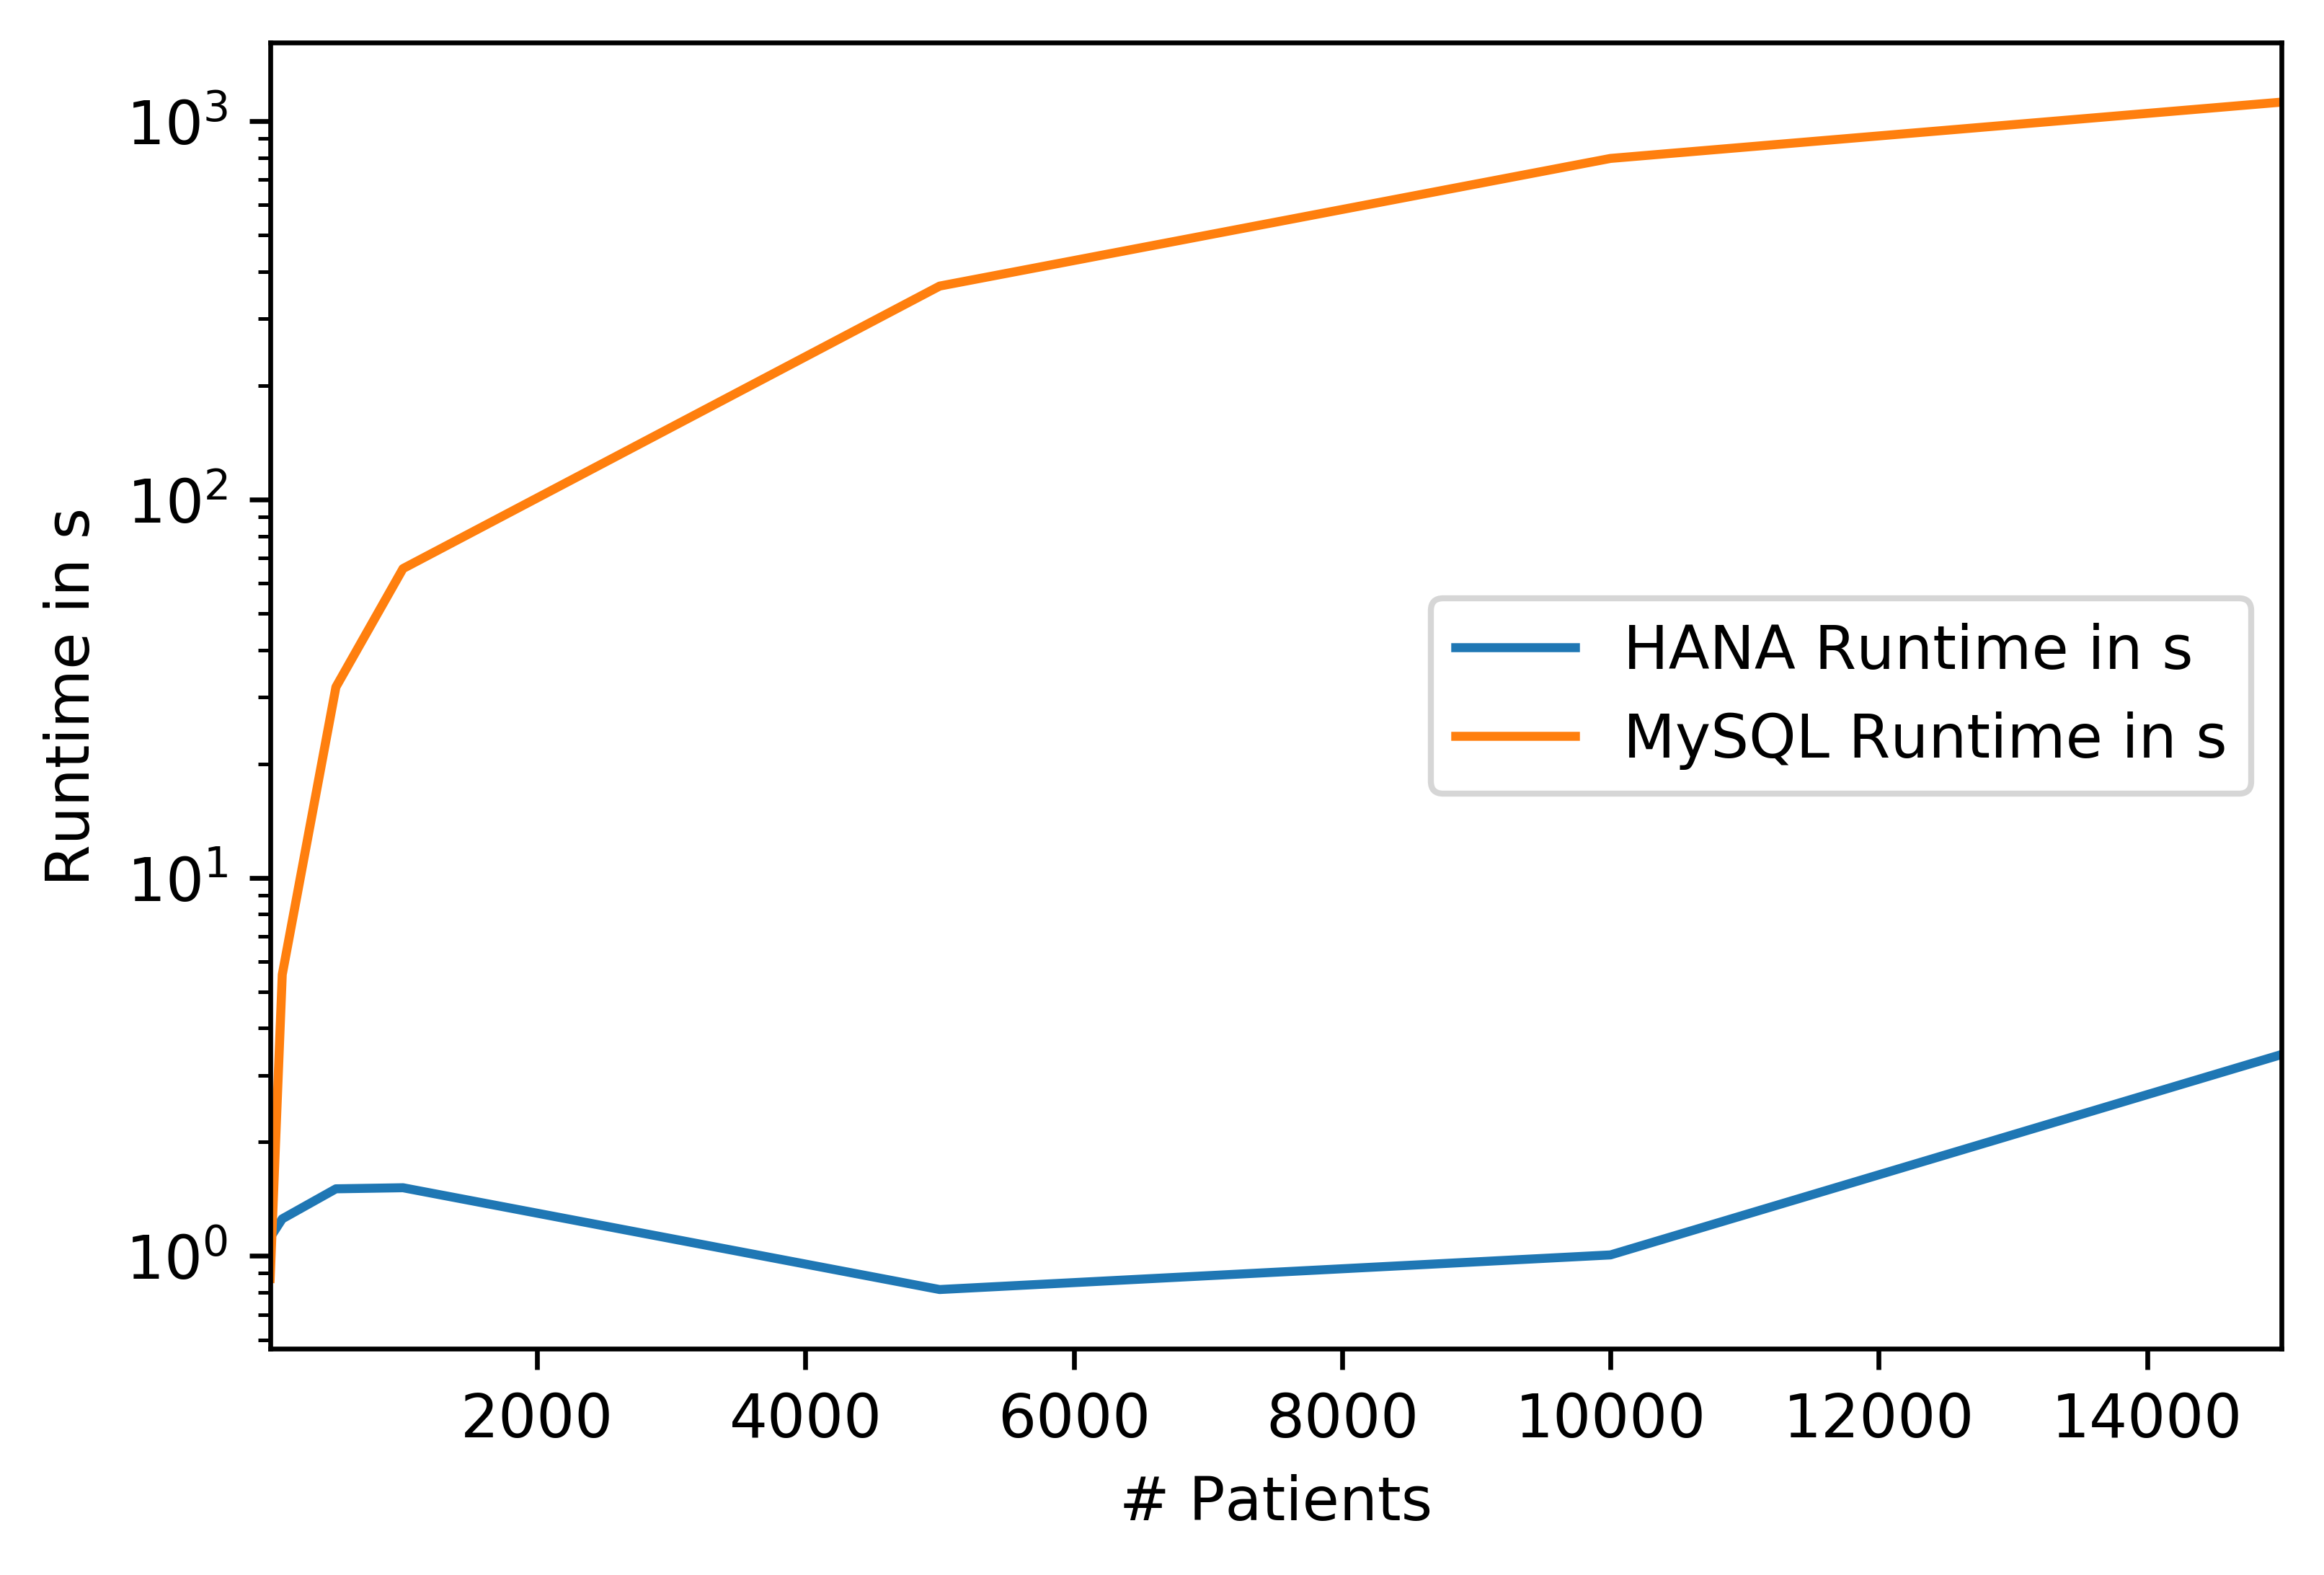 10³
10²
10¹
10⁰
Runtime in s
HANA Runtime in s
MySQL Runtime in s
2000 4000 6000 8000 10000 12000 14000
# Patients